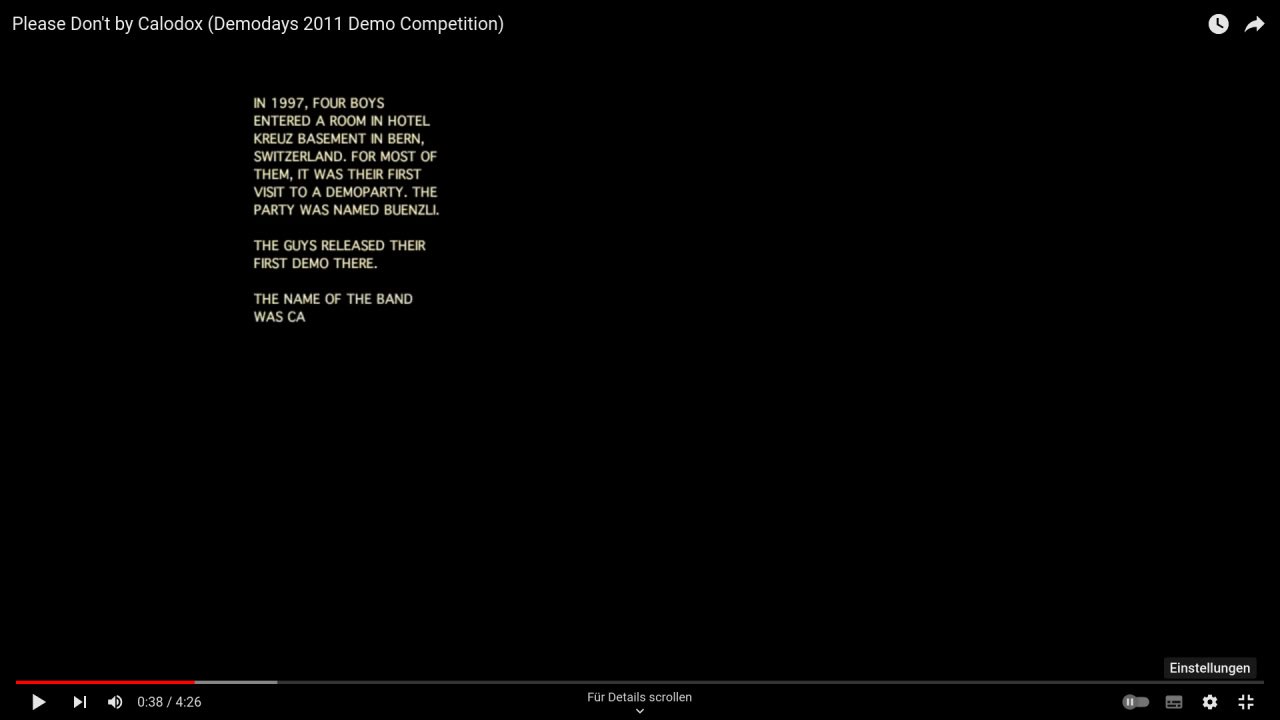 Please Don't by Calodox (Demodays 2011 Demo Competition)
IN 1997, FOUR BOYS
ENTERED A ROOM IN HOTEL
KREUZ BASEMENT IN BERN,
SWITZERLAND. FOR MOST OF
THEM, IT WAS THEIR FIRST
VISIT TO A DEMOPARTY. THE
PARTY WAS NAMED BUENZLI.
THE GUYS RELEASED THEIR
FIRST DEMO THERE.
THE NAME OF THE BAND
WAS CA
Einstellungen
0:38 / 4:26
Für Details scrollen